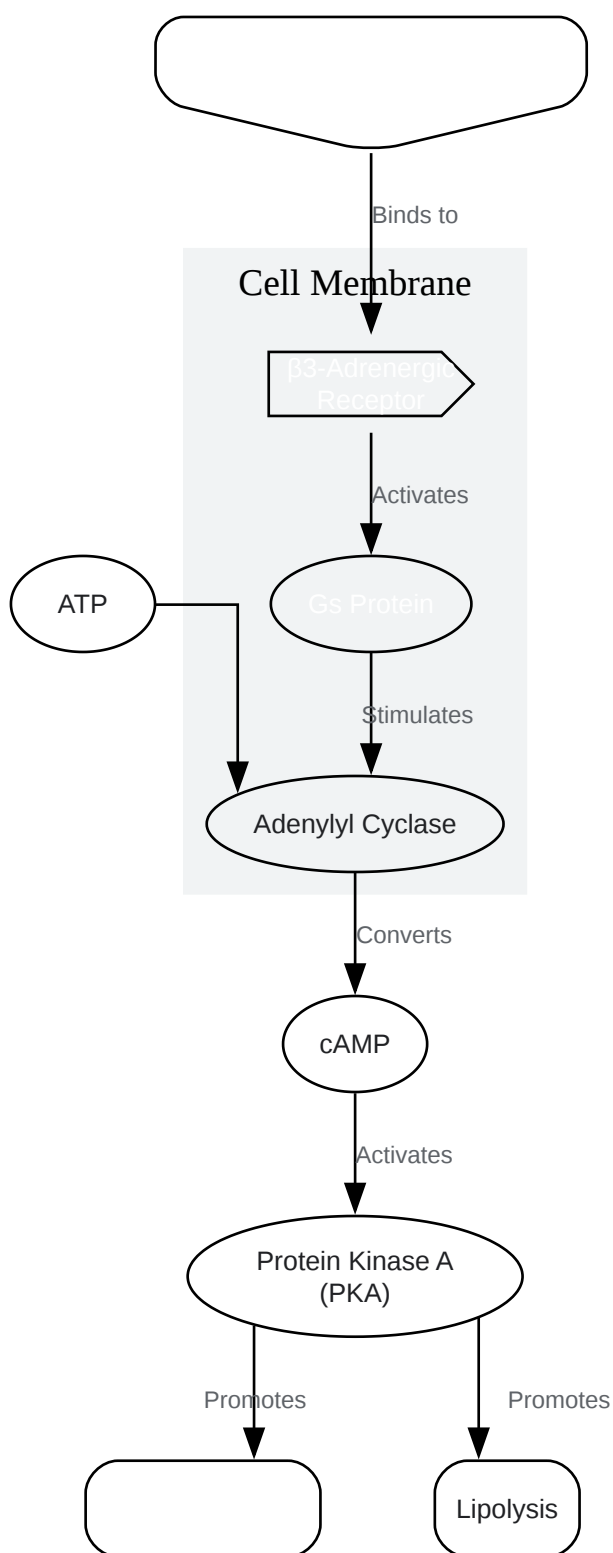 Binds to
Cell Membrane
β3-Adrenergic
Receptor
Activates
ATP
Gs Protein
Stimulates
Adenylyl Cyclase
Converts
cAMP
Activates
Protein Kinase A
(PKA)
Promotes
Promotes
Lipolysis